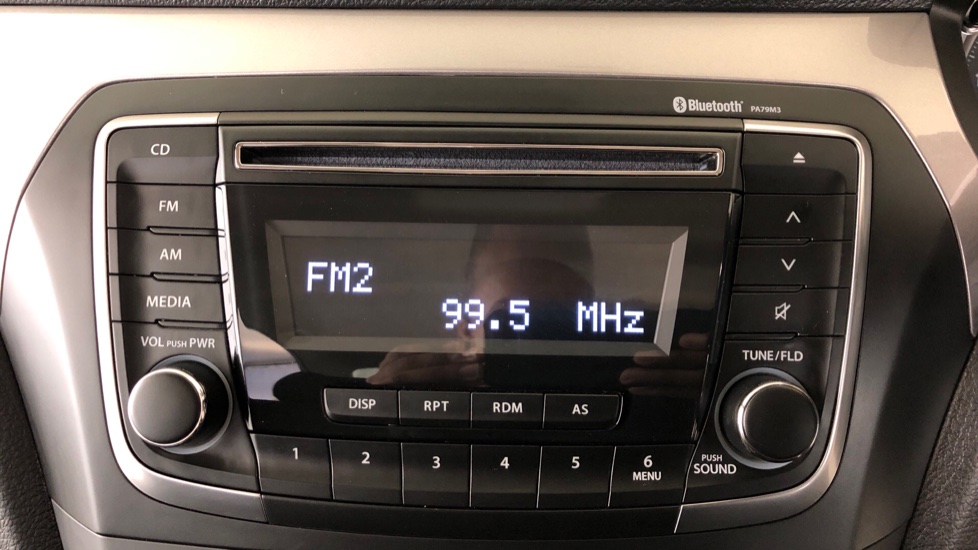 Bluetooth PA79M3
CD
FM
AM
MEDIA
VOL PUSH PWR
FM2
99.5 MHz
TUNE/FLD
DISP RPT RDM AS
1 2 3 4 5 6
MENU
PUSH
SOUND